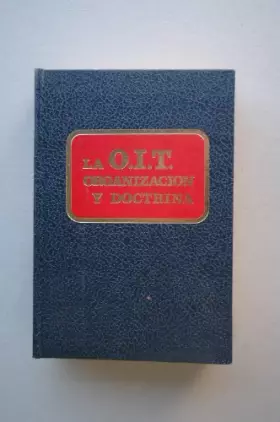 LA O.I.T.
ORGANIZACION
Y DOCTRINA